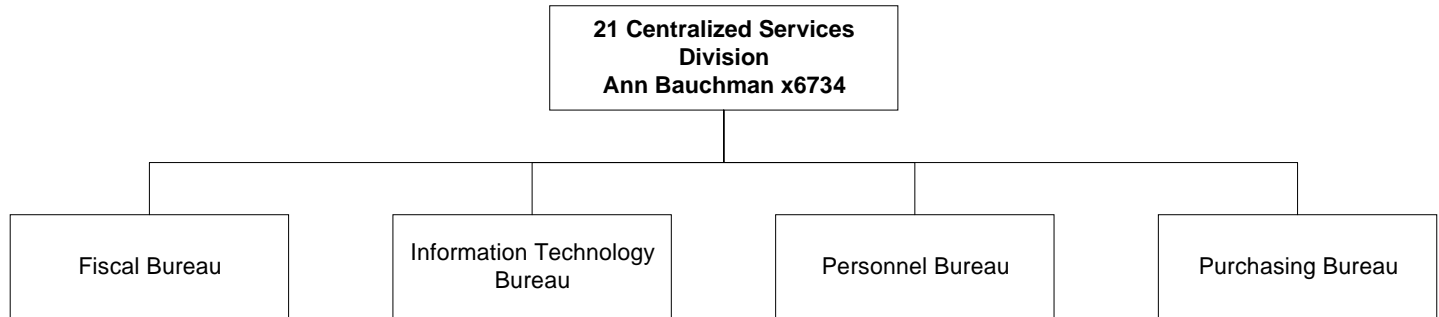 21 Centralized Services
Division
Ann Bauchman x6734
Fiscal Bureau
Information Technology
Bureau
Personnel Bureau
Purchasing Bureau